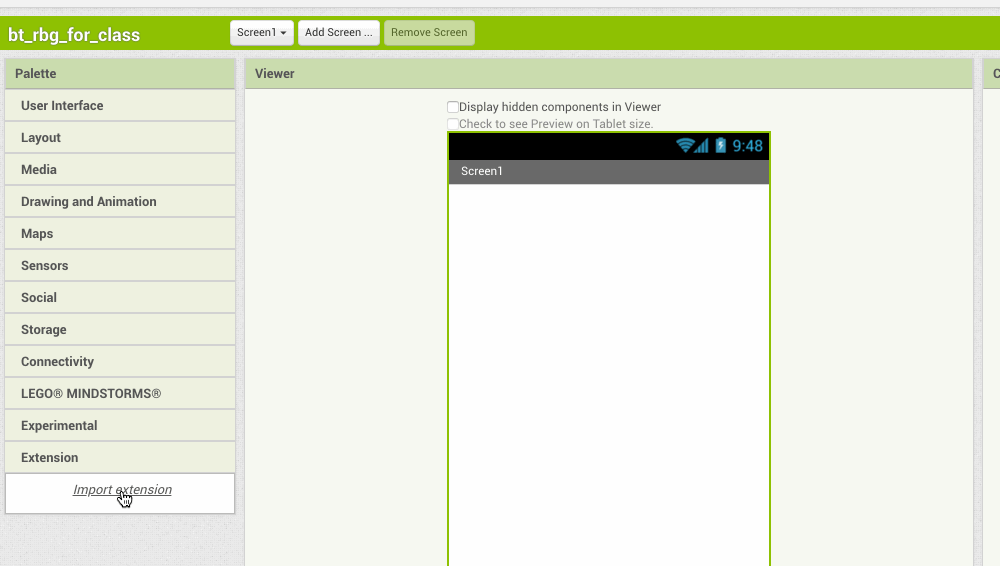 bt_rbg_for_class
Screen1
Add Screen ...
Remove Screen
Palette
User Interface
Layout
Media
Drawing and Animation
Maps
Sensors
Social
Storage
Connectivity
LEGO® MINDSTORMS®
Experimental
Extension
Import extension
Viewer
Display hidden components in Viewer
Check to see Preview on Tablet size.
9:48
Screen1
C